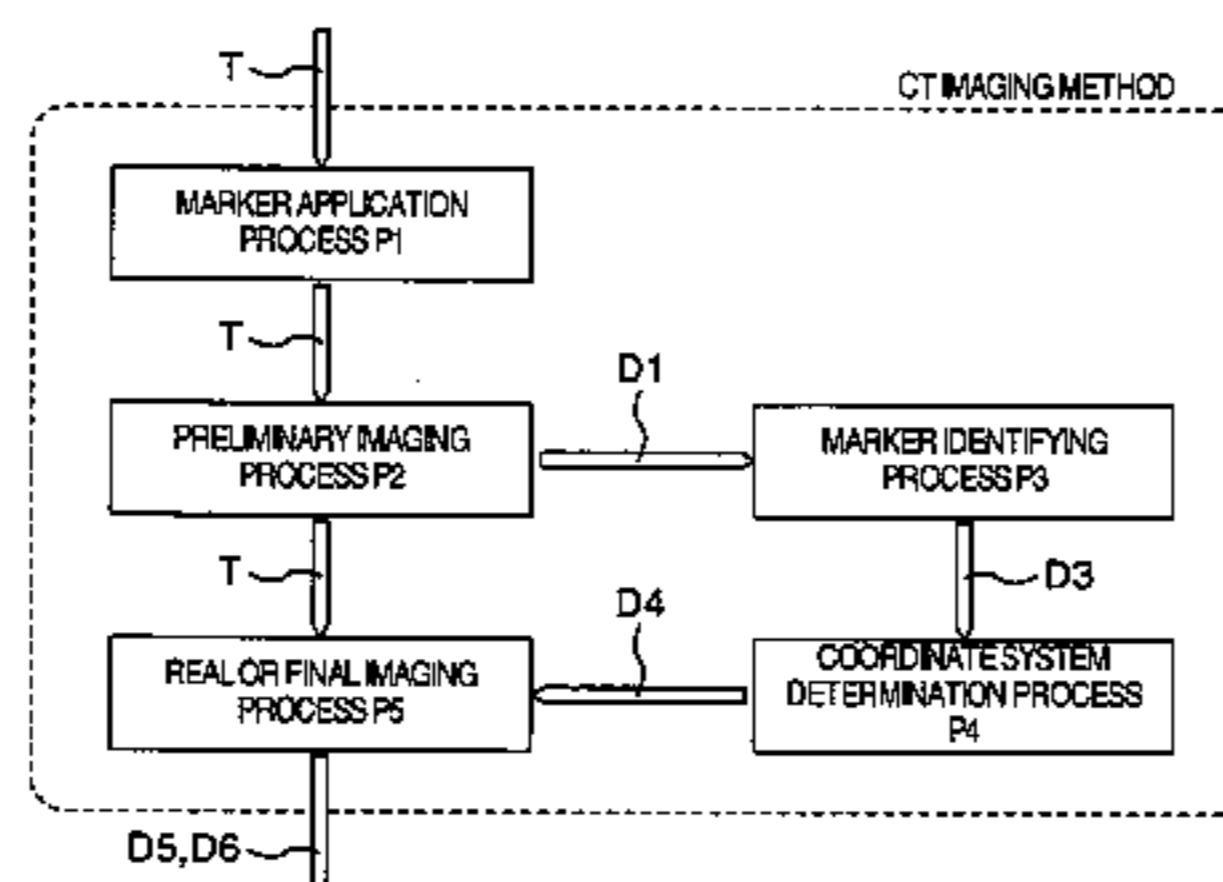 T
CT IMAGING METHOD
MARKER APPLICATION
PROCESS P1
T
PRELIMINARY IMAGING
PROCESS P2
D1
MARKER IDENTIFYING
PROCESS P3
T
D3
D4
REAL OR FINAL IMAGING
PROCESS P5
COORDINATE SYSTEM
DETERMINATION PROCESS
P4
D5,D6